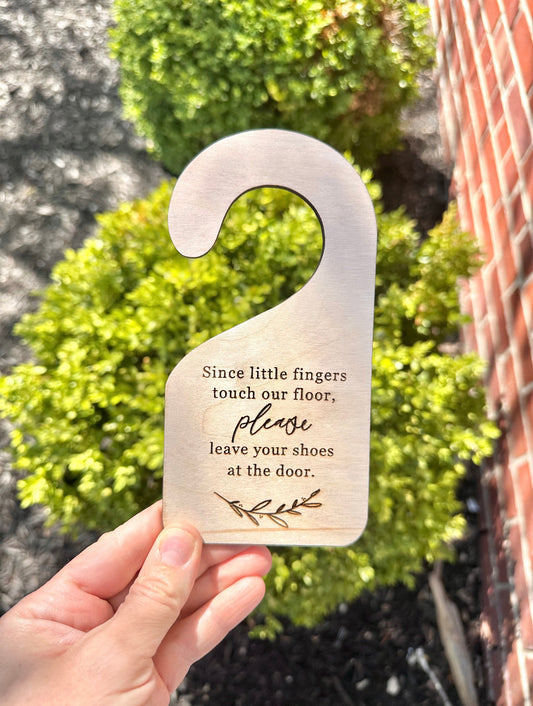 Since little fingers
touch our floor,
please
leave your shoes
at the door.